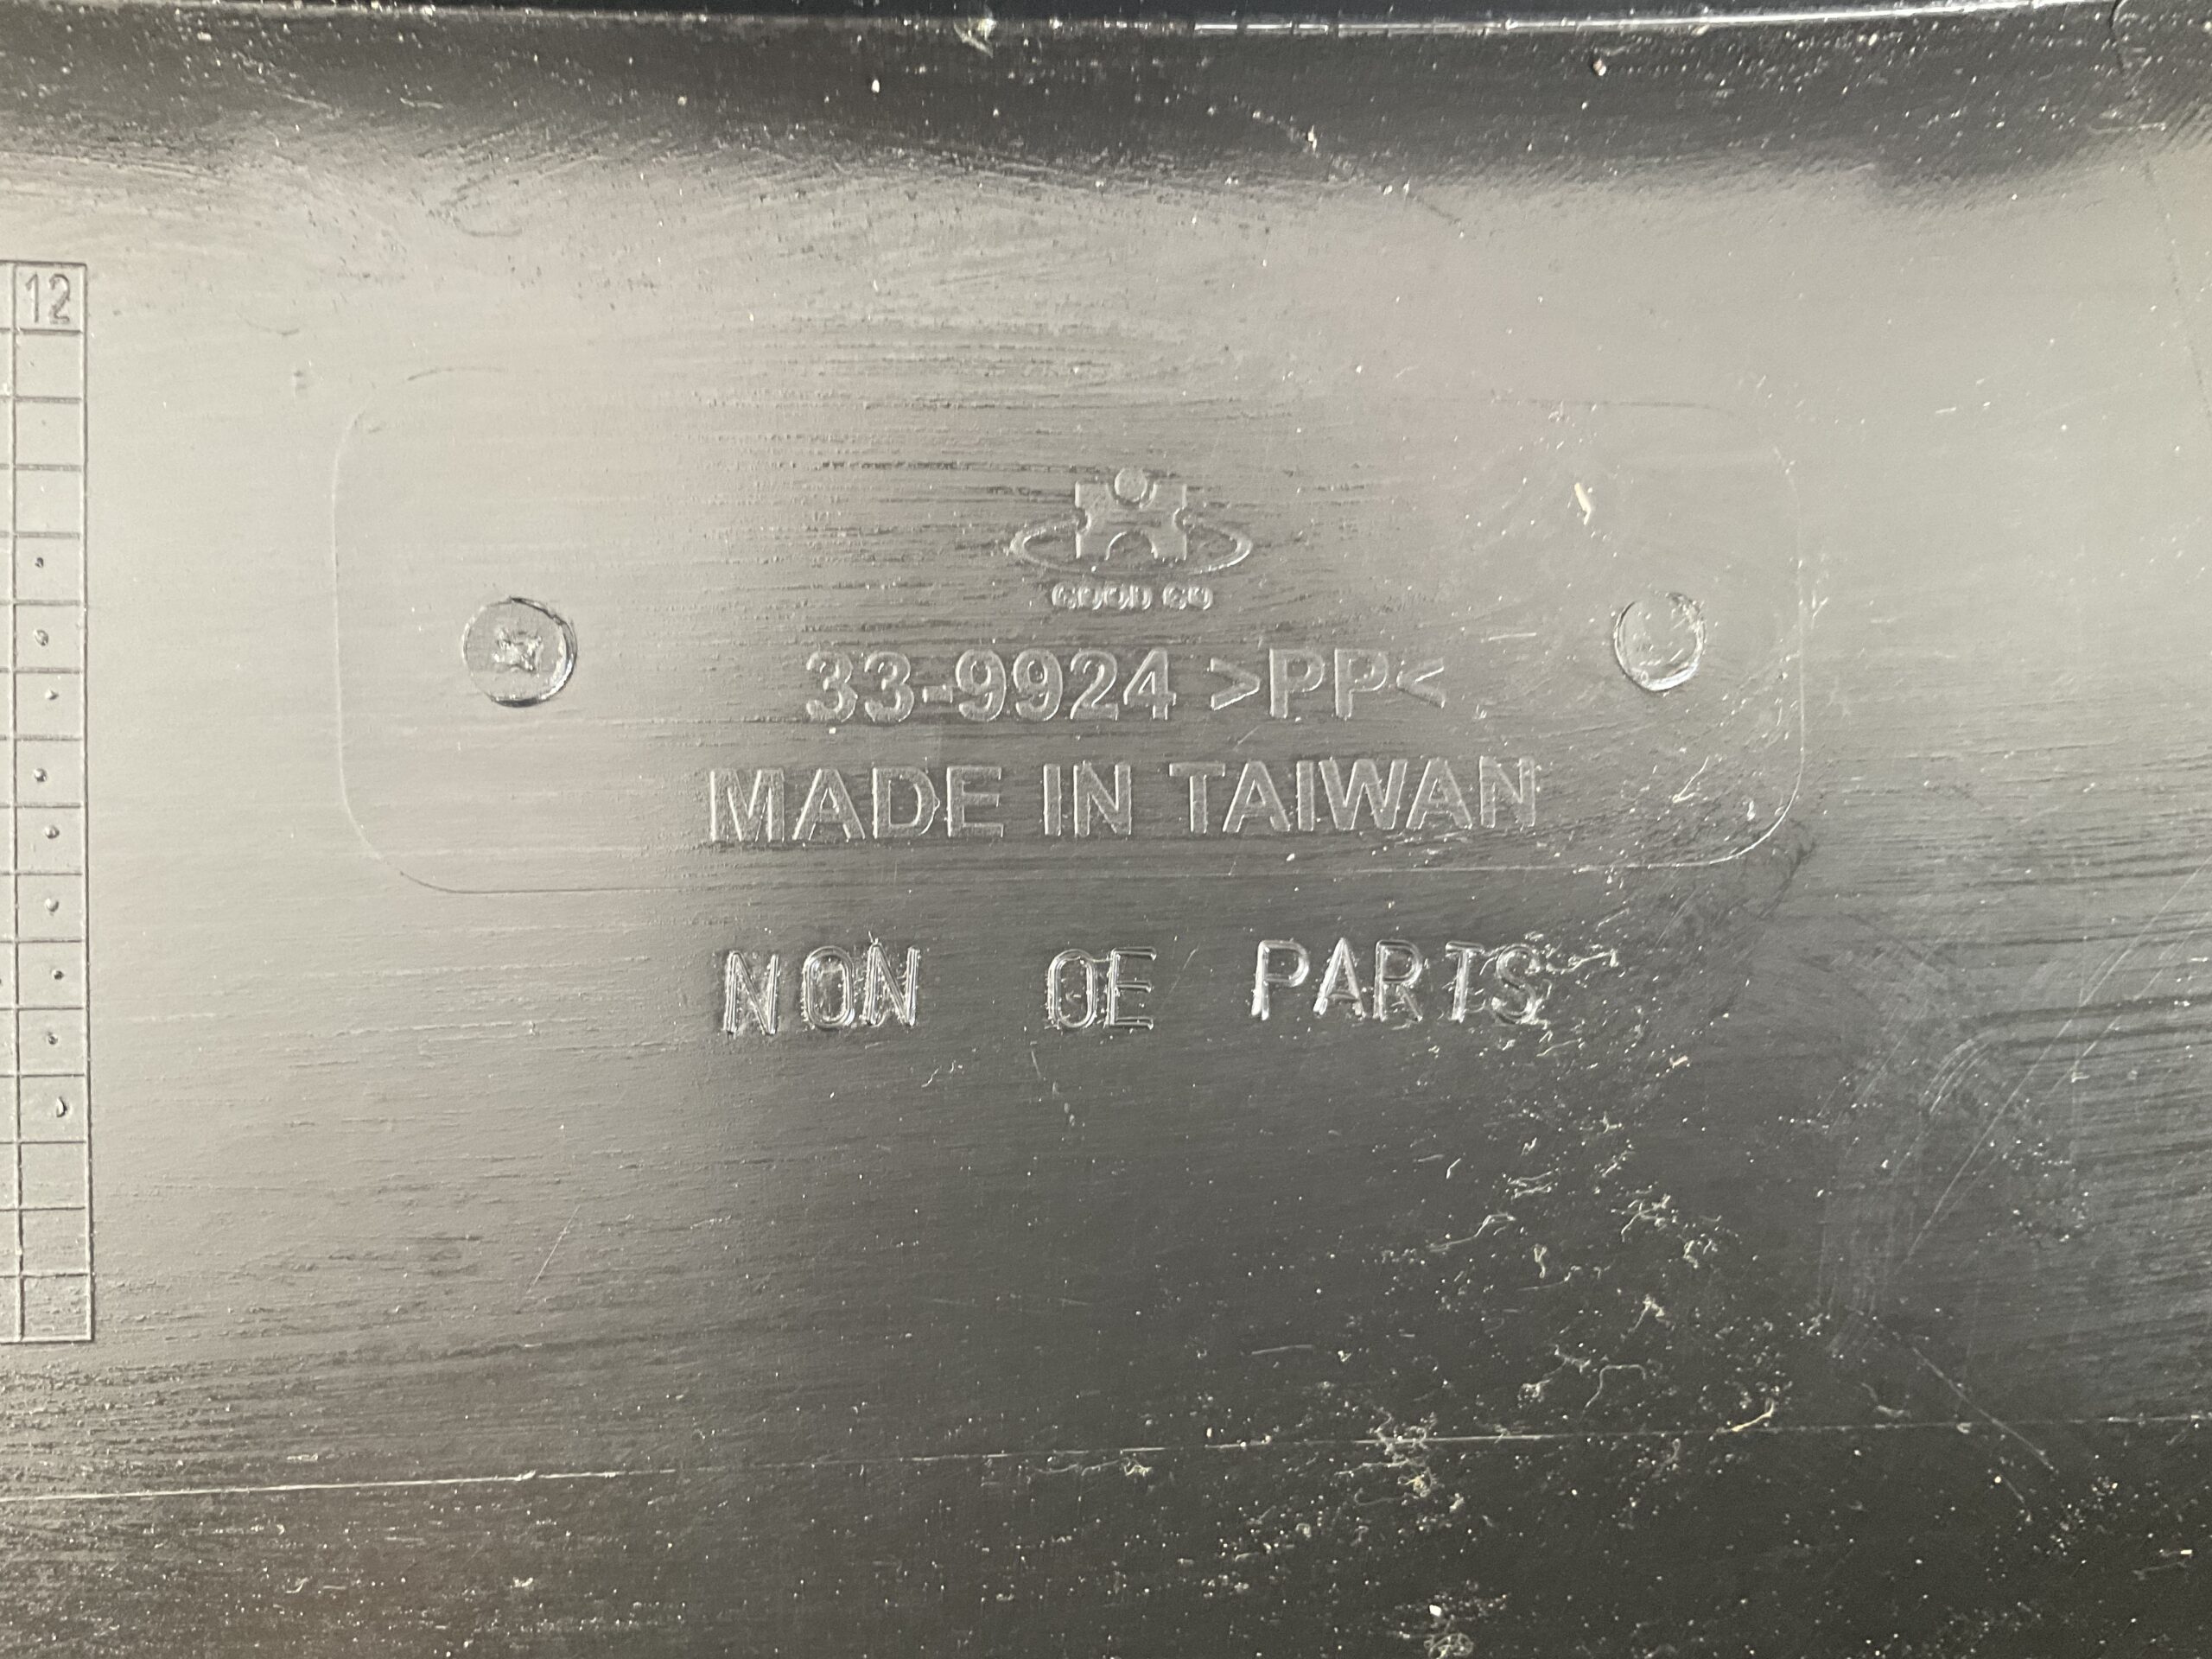 12
GOOD GO
33-9924 >PP<
MADE IN TAIWAN
NON OE PARTS